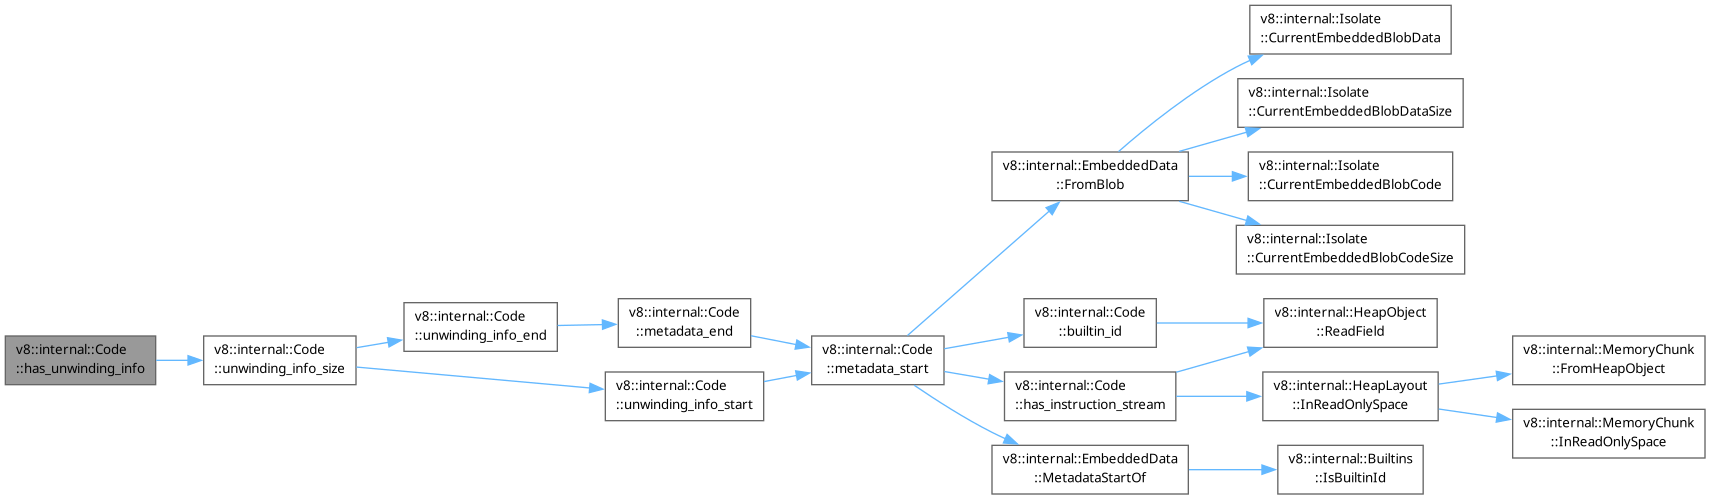 v8::internal::Code
::has_unwinding_info
v8::internal::Code
::unwinding_info_size
v8::internal::Code
::unwinding_info_end
v8::internal::Code
::metadata_end
v8::internal::Code
::unwinding_info_start
v8::internal::Code
::metadata_start
v8::internal::EmbeddedData
::FromBlob
v8::internal::Isolate
::CurrentEmbeddedBlobData
v8::internal::Isolate
::CurrentEmbeddedBlobDataSize
v8::internal::Isolate
::CurrentEmbeddedBlobCode
v8::internal::Isolate
::CurrentEmbeddedBlobCodeSize
v8::internal::Code
::builtin_id
v8::internal::HeapObject
::ReadField
v8::internal::Code
::has_instruction_stream
v8::internal::HeapLayout
::InReadOnlySpace
v8::internal::MemoryChunk
::FromHeapObject
v8::internal::MemoryChunk
::InReadOnlySpace
v8::internal::EmbeddedData
::MetadataStartOf
v8::internal::Builtins
::IsBuiltinId